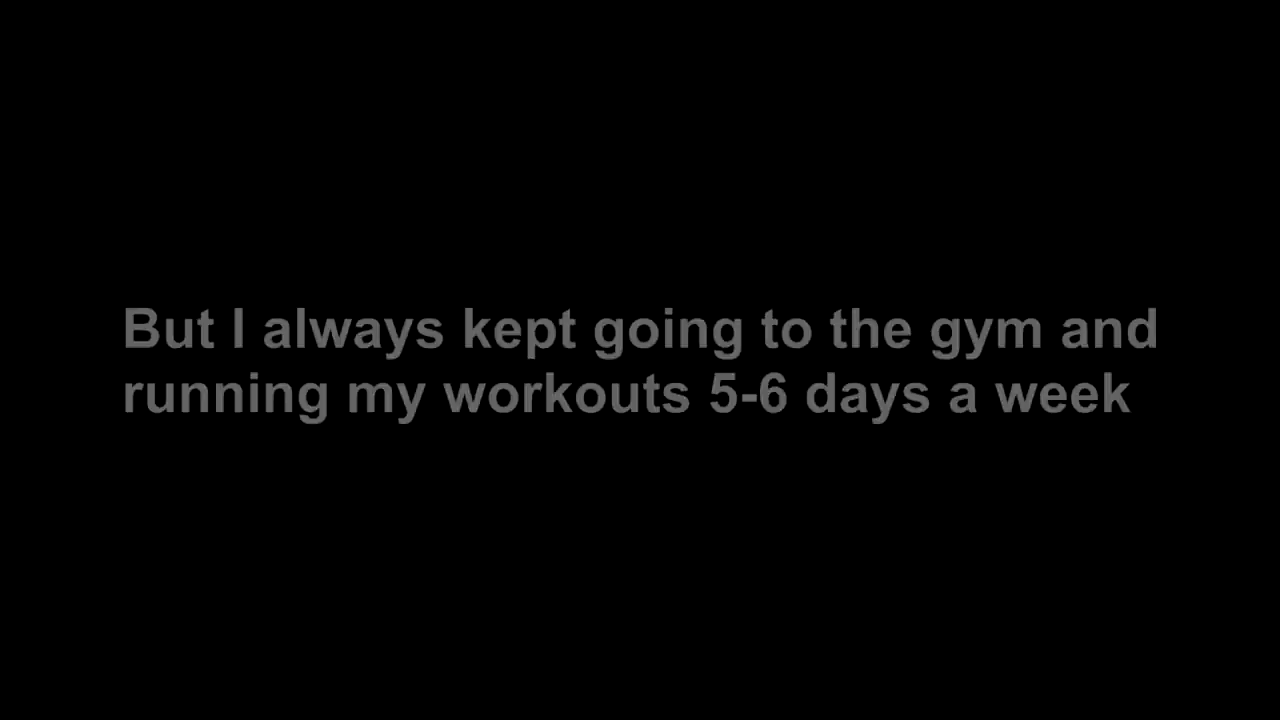 But I always kept going to the gym and
running my workouts 5-6 days a week